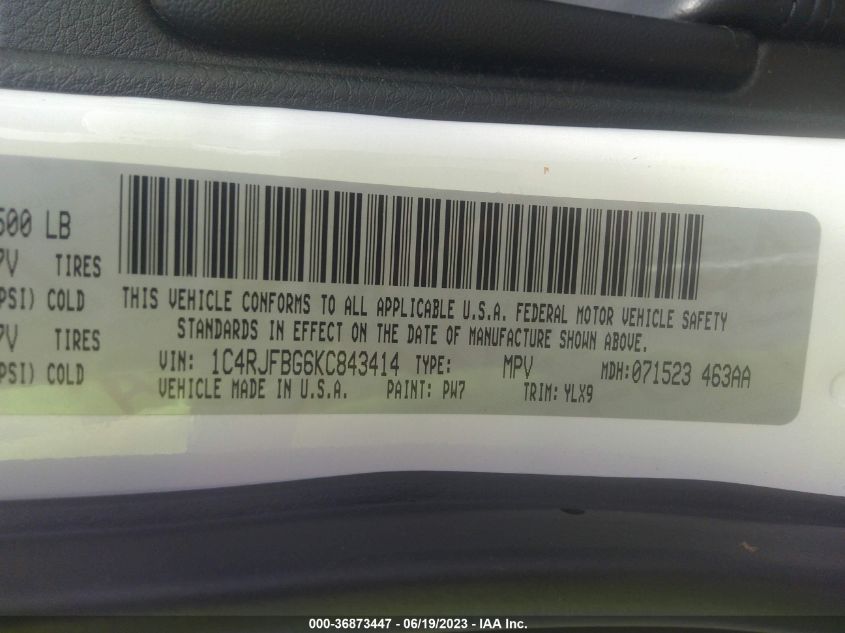 500 LB
7V TIRES
PSI) COLD
7V TIRES
PSI) COLD
THIS VEHICLE CONFORMS TO ALL APPLICABLE U.S.A. FEDERAL MOTOR VEHICLE SAFETY
STANDARDS IN EFFECT ON THE DATE OF MANUFACTURE SHOWN ABOVE.
VIN: 1C4RJFBG6KC843414 TYPE: MPV MDH:071523 463AA
VEHICLE MADE IN U.S.A. PAINT: PW7 TRIM: YLX9
000-36873447 - 06/19/2023 - IAA Inc.